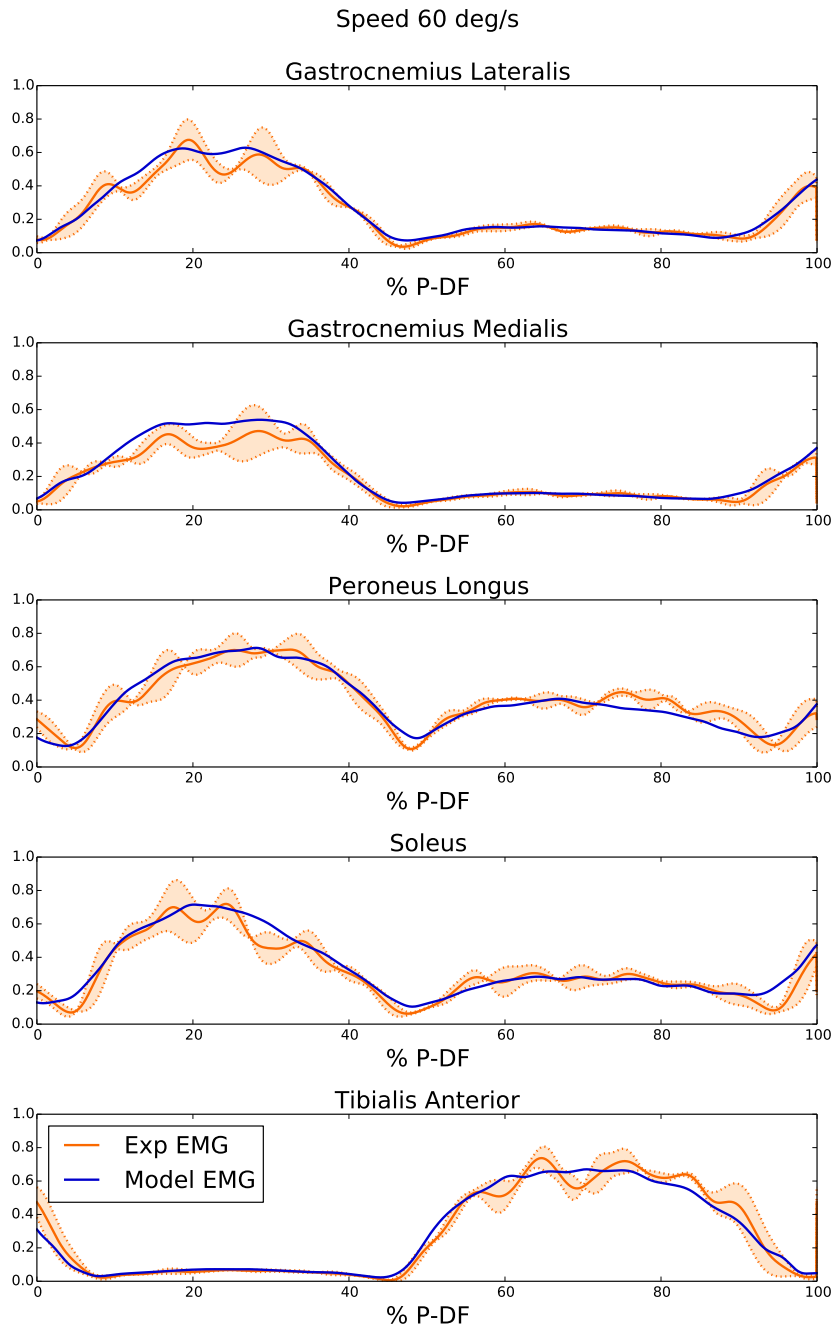 Speed 60 deg/s
Gastrocnemius Lateralis
1.0
0.8
0.6
0.4
0.2
0.0
0 20 40 60 80 100
% P-DF
Gastrocnemius Medialis
1.0
0.8
0.6
0.4
0.2
0.0
0 20 40 60 80 100
% P-DF
Peroneus Longus
1.0
0.8
0.6
0.4
0.2
0.0
0 20 40 60 80 100
% P-DF
Soleus
1.0
0.8
0.6
0.4
0.2
0.0
0 20 40 60 80 100
% P-DF
Tibialis Anterior
1.0
0.8
0.6
0.4
0.2
0.0
Exp EMG
Model EMG
0 20 40 60 80 100
% P-DF